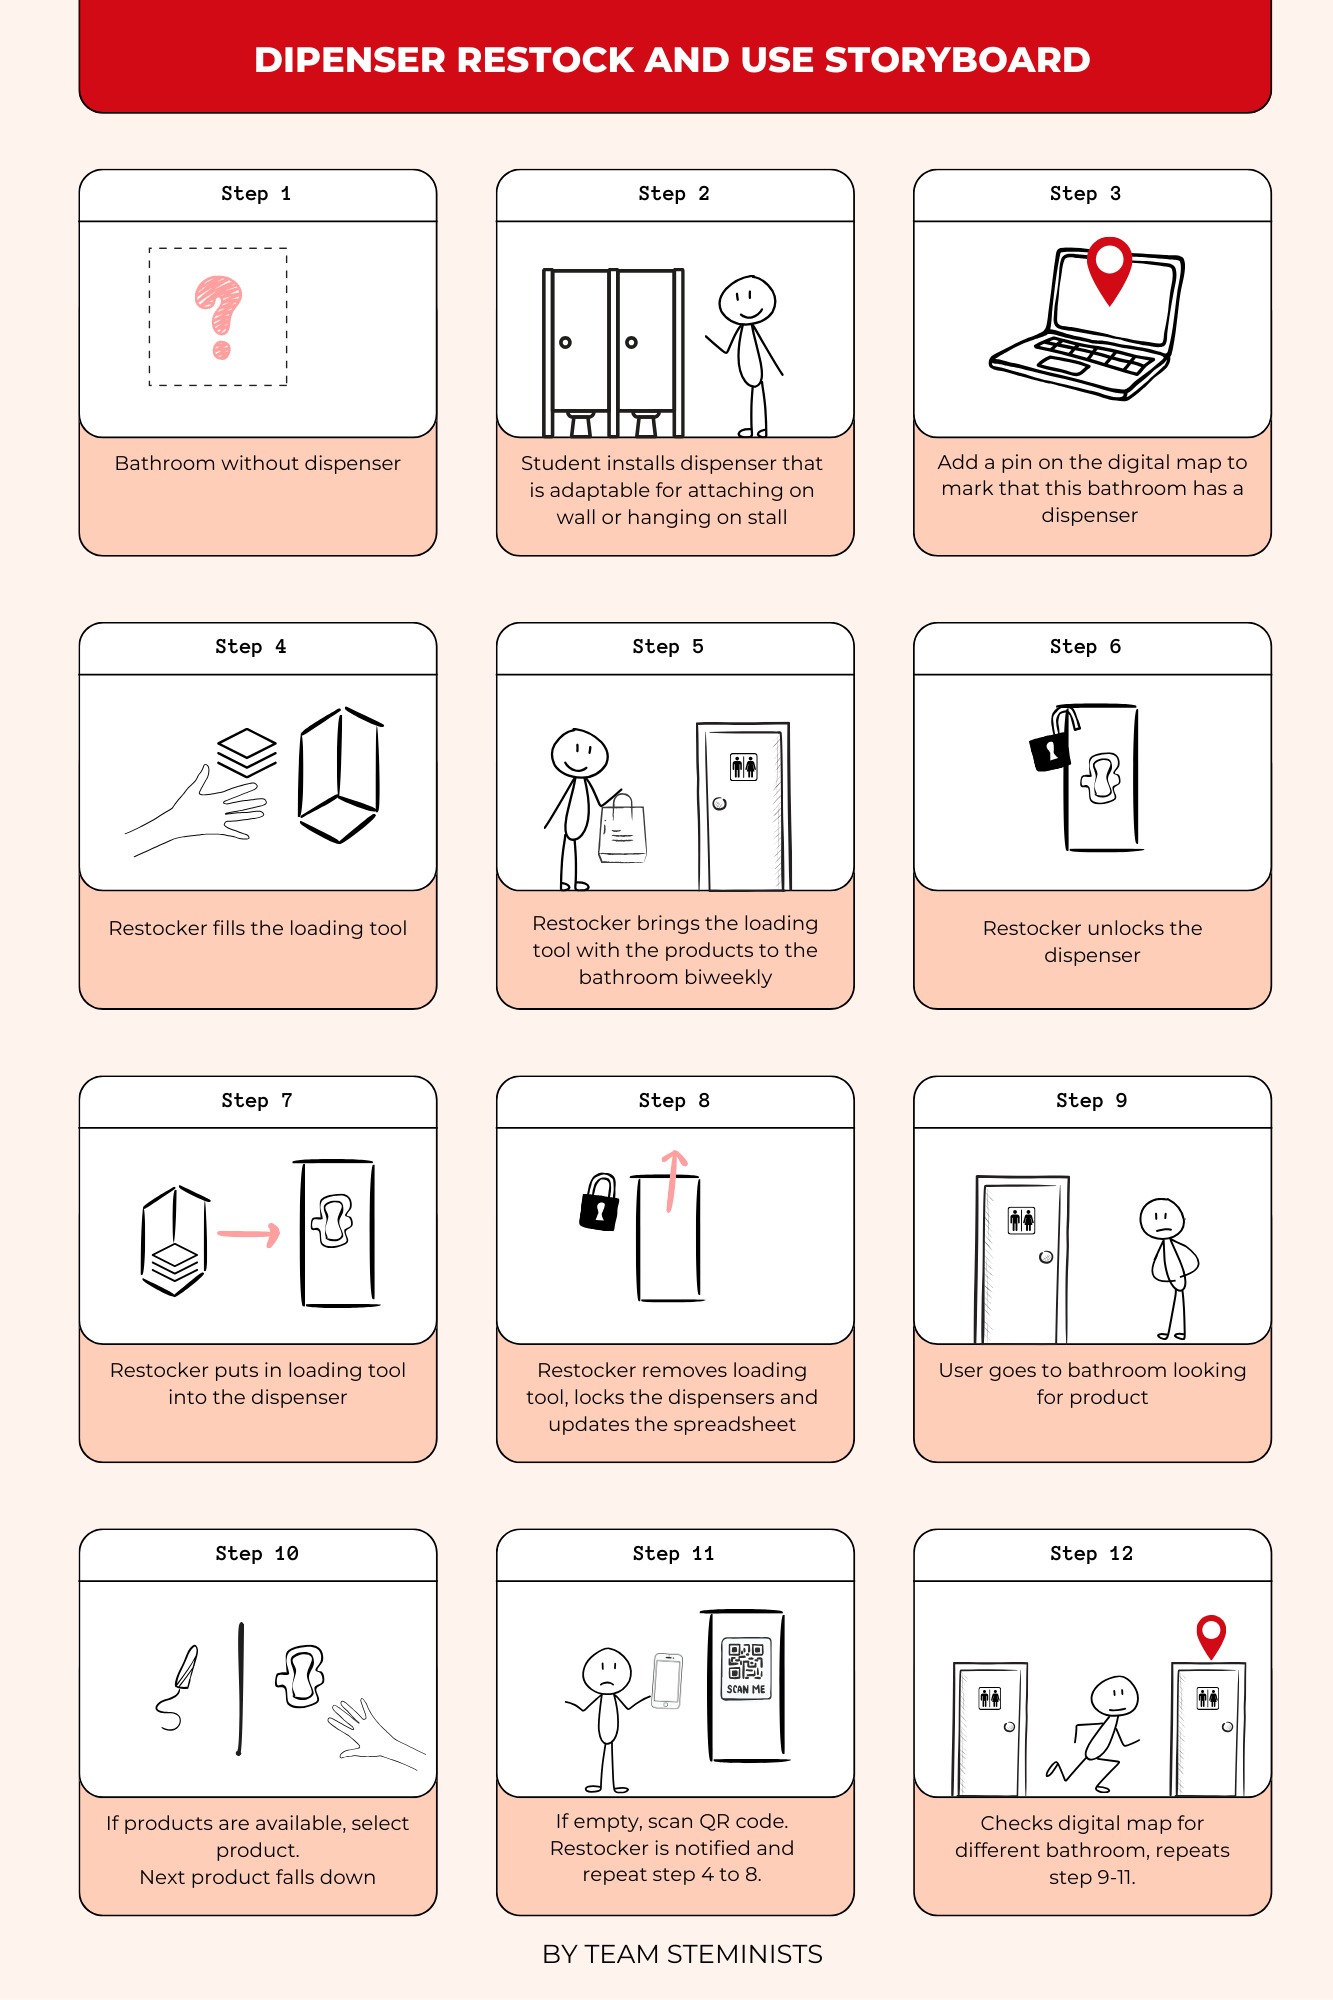 DIPENSER RESTOCK AND USE STORYBOARD
Step 1
Bathroom without dispenser
Step 2
Student installs dispenser that
is adaptable for attaching on
wall or hanging on stall
Step 3
Add a pin on the digital map to
mark that this bathroom has a
dispenser
Step 4
Restocker fills the loading tool
Step 5
Restocker brings the loading
tool with the products to the
bathroom biweekly
Step 6
Restocker unlocks the
dispenser
Step 7
Restocker puts in loading tool
into the dispenser
Step 8
Restocker removes loading
tool, locks the dispensers and
updates the spreadsheet
Step 9
User goes to bathroom looking
for product
Step 10
If products are available, select
product.
Next product falls down
Step 11
SCAN ME
If empty, scan QR code.
Restocker is notified and
repeat step 4 to 8.
Step 12
Checks digital map for
different bathroom, repeats
step 9-11.
BY TEAM STEMINISTS